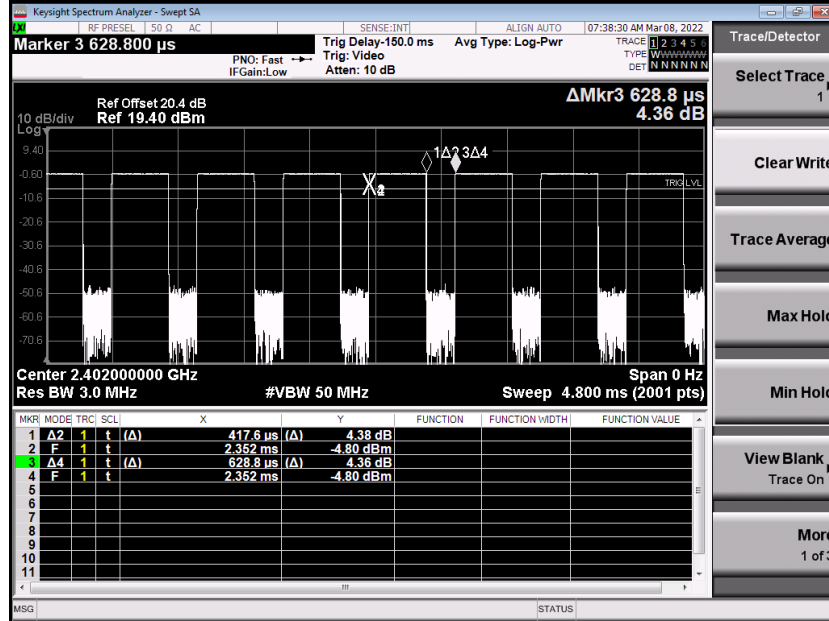 Keysight Spectrum Analyzer - Swept SA
LXI RF PRESEL 50 Ω AC SENSE:INT ALIGN AUTO 07:38:30 AM Mar 08, 2022
Marker 3 628.800 µs
PNO: Fast
IFGain:Low
Trig Delay-150.0 ms
Trig: Video
Atten: 10 dB
Avg Type: Log-Pwr
TRACE 1 2 3 4 5 6
TYPE WWWWWW
DET N N N N N N
ΔMkr3 628.8 µs
4.36 dB
Ref Offset 20.4 dB
10 dB/div Ref 19.40 dBm
Log
9.40
-0.60
-10.6
-20.6
-30.6
-40.6
-50.6
-60.6
-70.6
1Δ2 3Δ4
TRIG LVL
Center 2.402000000 GHz Span 0 Hz
Res BW 3.0 MHz #VBW 50 MHz Sweep 4.800 ms (2001 pts)
MKR MODE TRC SCL X Y FUNCTION FUNCTION WIDTH FUNCTION VALUE
1 Δ2 1 t (Δ) 417.6 µs (Δ) 4.38 dB
2 F 1 t 2.352 ms -4.80 dBm
3 Δ4 1 t (Δ) 628.8 µs (Δ) 4.36 dB
4 F 1 t 2.352 ms -4.80 dBm
5
6
7
8
9
10
11
MSG STATUS
Trace/Detector
Select Trace
1
Clear Write
Trace Average
Max Hold
Min Hold
View Blank
Trace On
More
1 of 3